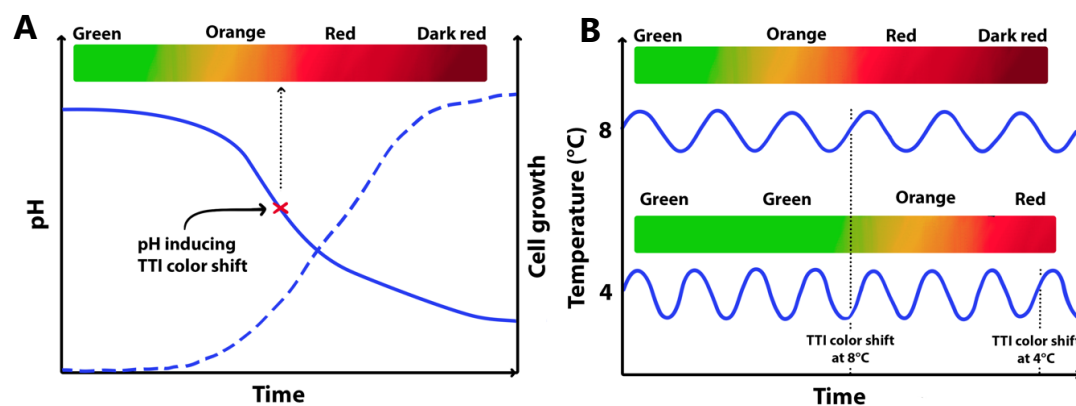 A
Green Orange Red Dark red
pH
pH inducing
TTI color shift
Cell growth
Time
B
Green Orange Red Dark red
8
Temperature (°C)
Green Green Orange Red
4
TTI color shift
at 8°C
TTI color shift
at 4°C
Time